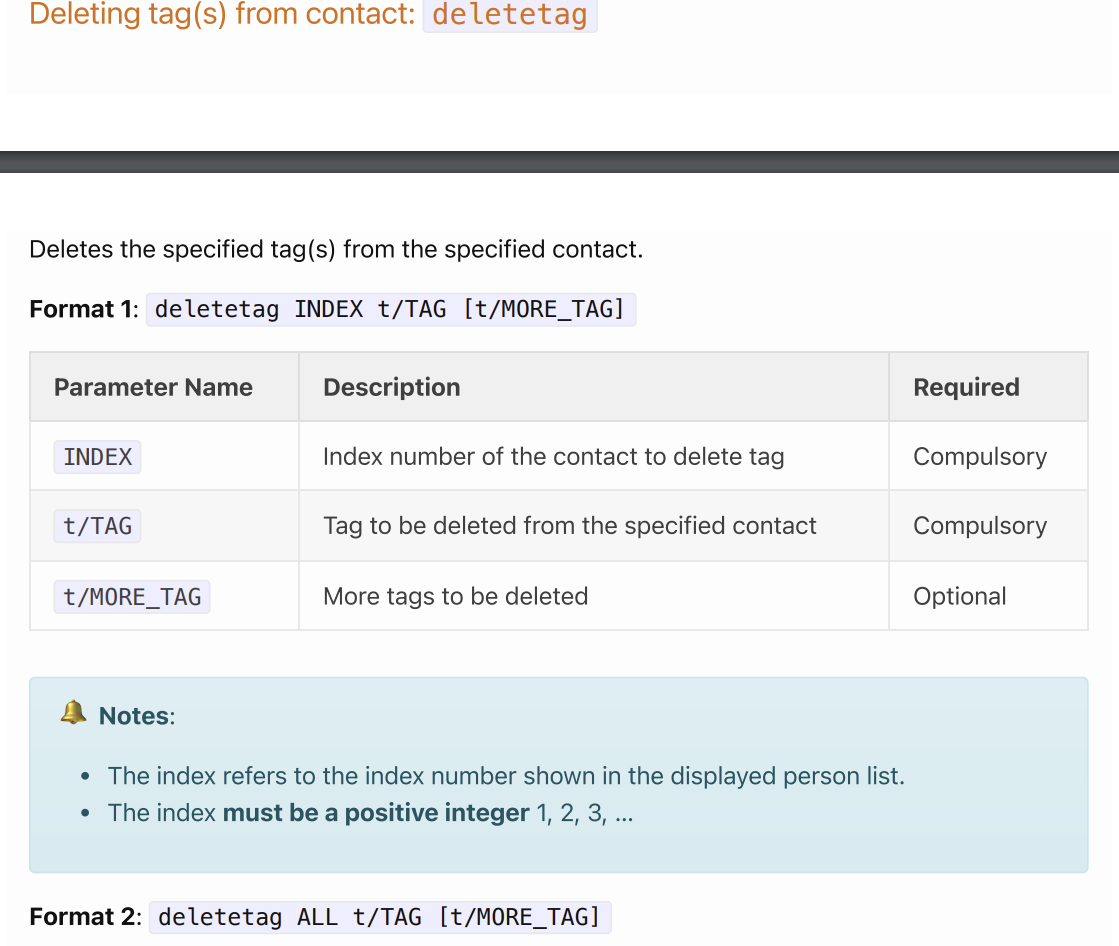 Deleting tag(s) from contact: deletetag
Deletes the specified tag(s) from the specified contact.
Format 1: deletetag INDEX t/TAG [t/MORE_TAG]
Parameter Name Description Required
INDEX Index number of the contact to delete tag Compulsory
t/TAG Tag to be deleted from the specified contact Compulsory
t/MORE_TAG More tags to be deleted Optional
Notes:
• The index refers to the index number shown in the displayed person list.
• The index must be a positive integer 1, 2, 3, …
Format 2: deletetag ALL t/TAG [t/MORE_TAG]